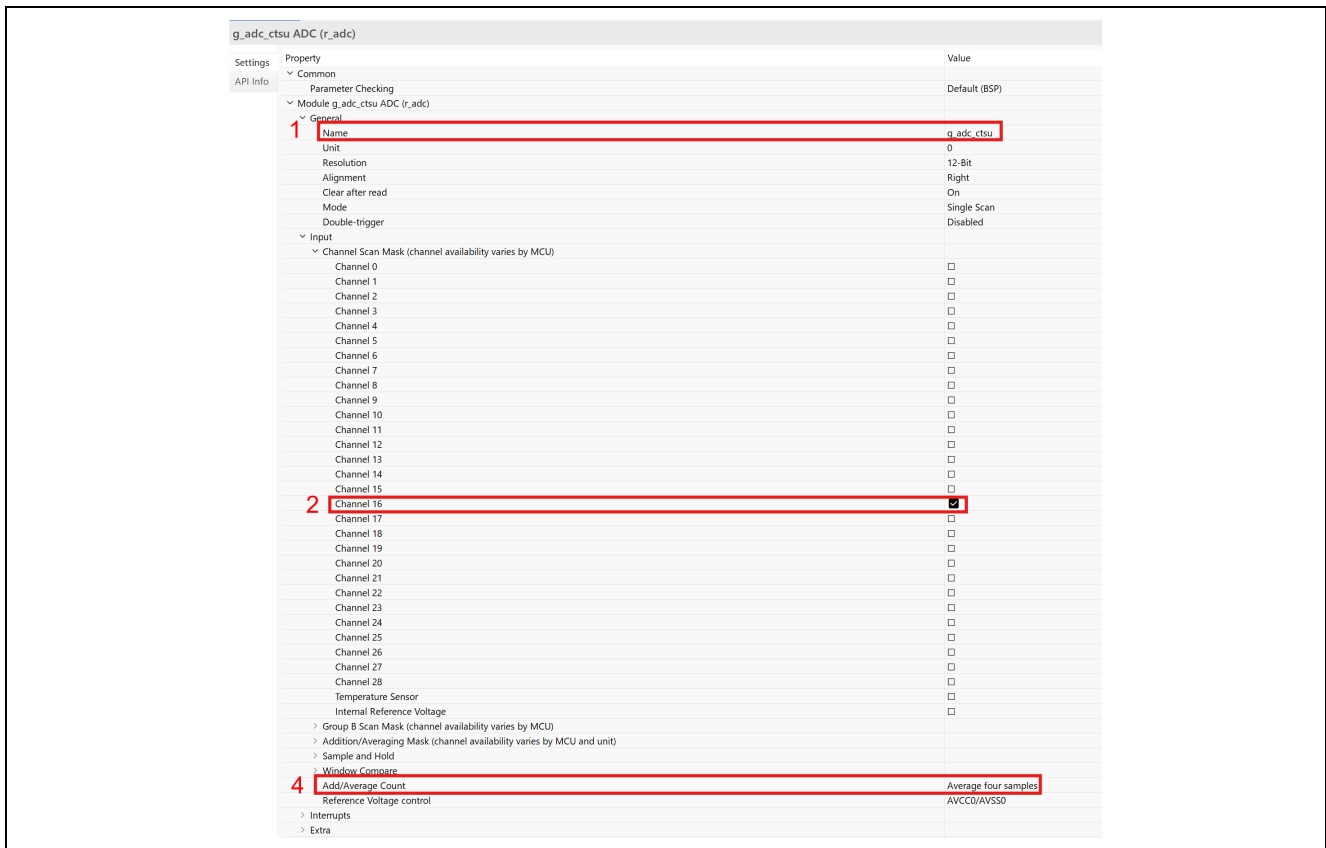 g_adc_ctsu ADC (r_adc)
Settings
API Info
Property Value
Common
Parameter Checking Default (BSP)
Module g_adc_ctsu ADC (r_adc)
General
1 Name g_adc_ctsu
Unit 0
Resolution 12-Bit
Alignment Right
Clear after read On
Mode Single Scan
Double-trigger Disabled
Input
Channel Scan Mask (channel availability varies by MCU)
Channel 0
Channel 1
Channel 2
Channel 3
Channel 4
Channel 5
Channel 6
Channel 7
Channel 8
Channel 9
Channel 10
Channel 11
Channel 12
Channel 13
Channel 14
Channel 15
2 Channel 16
Channel 17
Channel 18
Channel 19
Channel 20
Channel 21
Channel 22
Channel 23
Channel 24
Channel 25
Channel 26
Channel 27
Channel 28
Temperature Sensor
Internal Reference Voltage
Group B Scan Mask (channel availability varies by MCU)
Addition/Averaging Mask (channel availability varies by MCU and unit)
Sample and Hold
Window Compare
4 Add/Average Count Average four samples
Reference Voltage control AVCC0/AVSS0
Interrupts
Extra